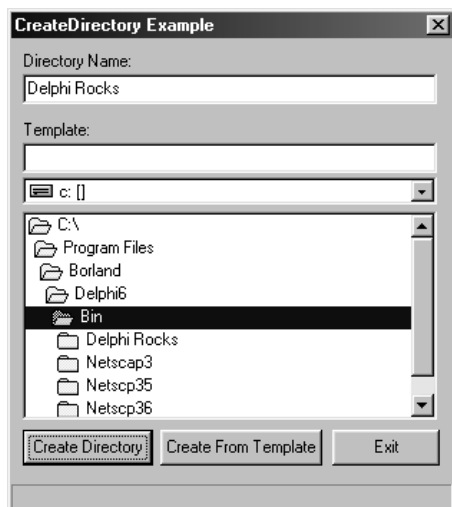 CreateDirectory Example
Directory Name:
Delphi Rocks
Template:
c: []
C:\
Program Files
Borland
Delphi6
Bin
Delphi Rocks
Netscap3
Netscp35
Netscp36
Create Directory Create From Template Exit